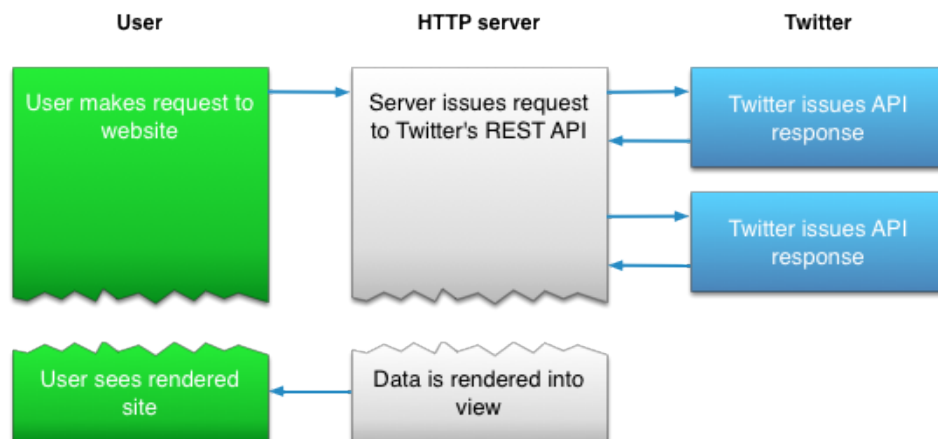 User
HTTP server
Twitter
User makes request to
website
Server issues request
to Twitter's REST API
Twitter issues API
response
Twitter issues API
response
User sees rendered
site
Data is rendered into
view